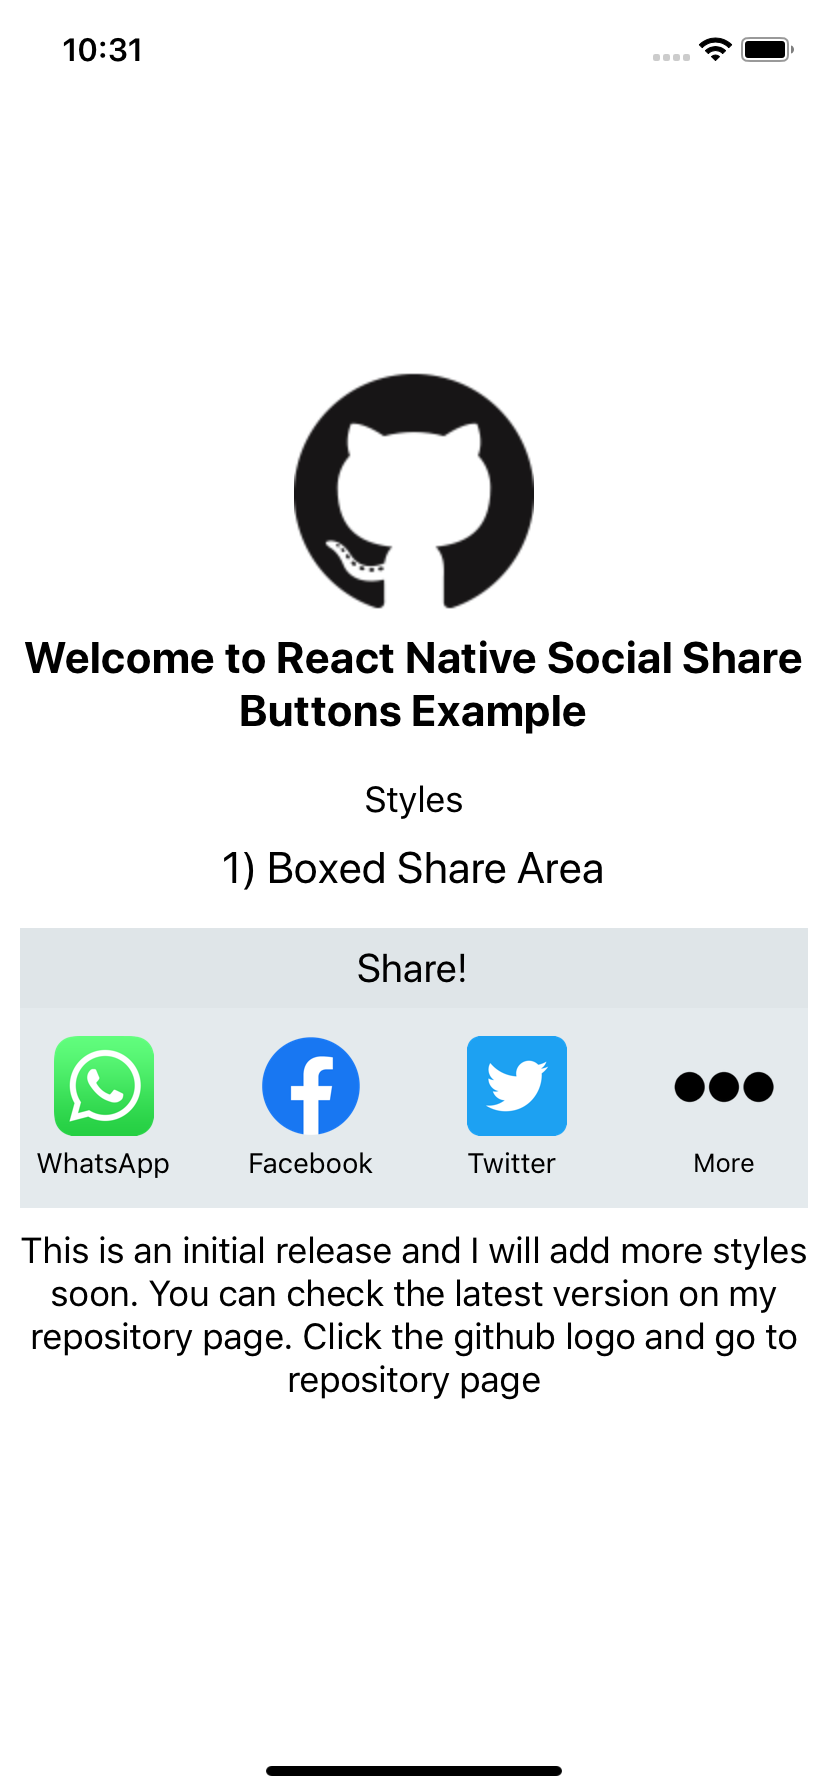 10:31
Welcome to React Native Social Share
Buttons Example
Styles
1) Boxed Share Area
Share!
WhatsApp Facebook Twitter More
This is an initial release and I will add more styles
soon. You can check the latest version on my
repository page. Click the github logo and go to
repository page